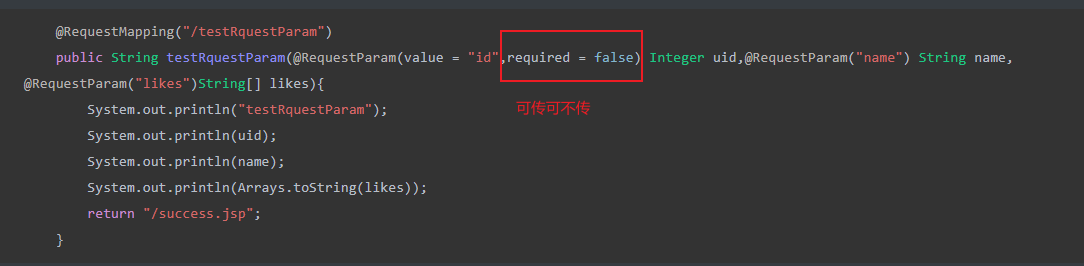 @RequestMapping("/testRquestParam")
public String testRquestParam(@RequestParam(value = "id",required = false) Integer uid,@RequestParam("name") String name,
@RequestParam("likes")String[] likes){
可传可不传
System.out.println("testRquestParam");
System.out.println(uid);
System.out.println(name);
System.out.println(Arrays.toString(likes));
return "/success.jsp";
}